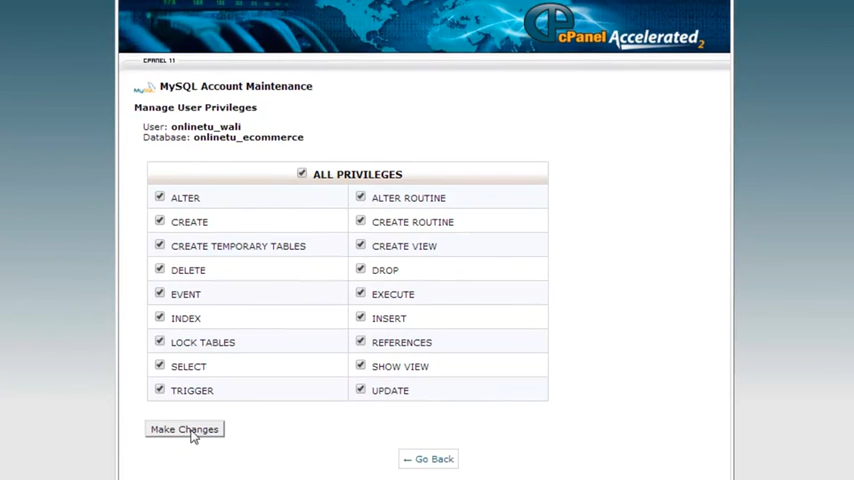 cPanel Accelerated2
CPANEL 11
MySQL MySQL Account Maintenance
Manage User Privileges
User: onlinetu_wali
Database: onlinetu_ecommerce
ALL PRIVILEGES
ALTER ALTER ROUTINE
CREATE CREATE ROUTINE
CREATE TEMPORARY TABLES CREATE VIEW
DELETE DROP
EVENT EXECUTE
INDEX INSERT
LOCK TABLES REFERENCES
SELECT SHOW VIEW
TRIGGER UPDATE
Make Changes
← Go Back